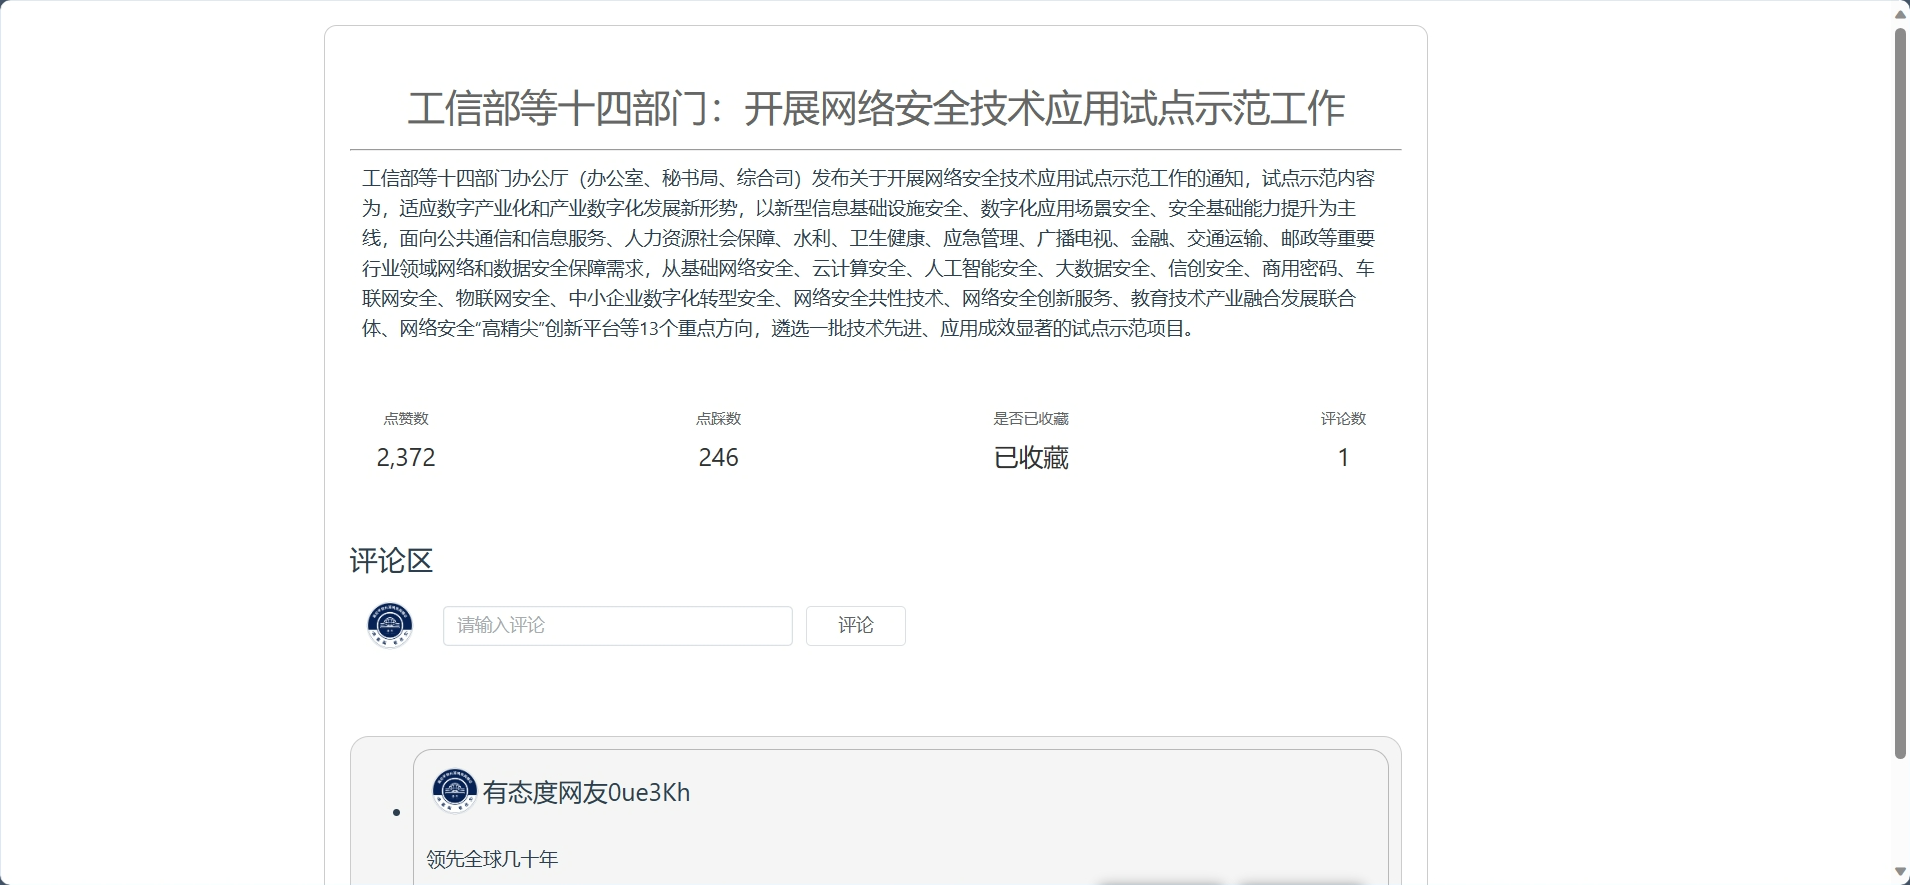 工信部等十四部门：开展网络安全技术应用试点示范工作
工信部等十四部门办公厅（办公室、秘书局、综合司）发布关于开展网络安全技术应用试点示范工作的通知，试点示范内容
为，适应数字产业化和产业数字化发展新形势，以新型信息基础设施安全、数字化应用场景安全、安全基础能力提升为主
线，面向公共通信和信息服务、人力资源社会保障、水利、卫生健康、应急管理、广播电视、金融、交通运输、邮政等重要
行业领域网络和数据安全保障需求，从基础网络安全、云计算安全、人工智能安全、大数据安全、信创安全、商用密码、车
联网安全、物联网安全、中小企业数字化转型安全、网络安全共性技术、网络安全创新服务、教育技术产业融合发展联合
体、网络安全“高精尖”创新平台等13个重点方向，遴选一批技术先进、应用成效显著的试点示范项目。
点赞数 点踩数 是否已收藏 评论数
2,372 246 已收藏 1
评论区
请输入评论 评论
有态度网友0ue3Kh
领先全球几十年